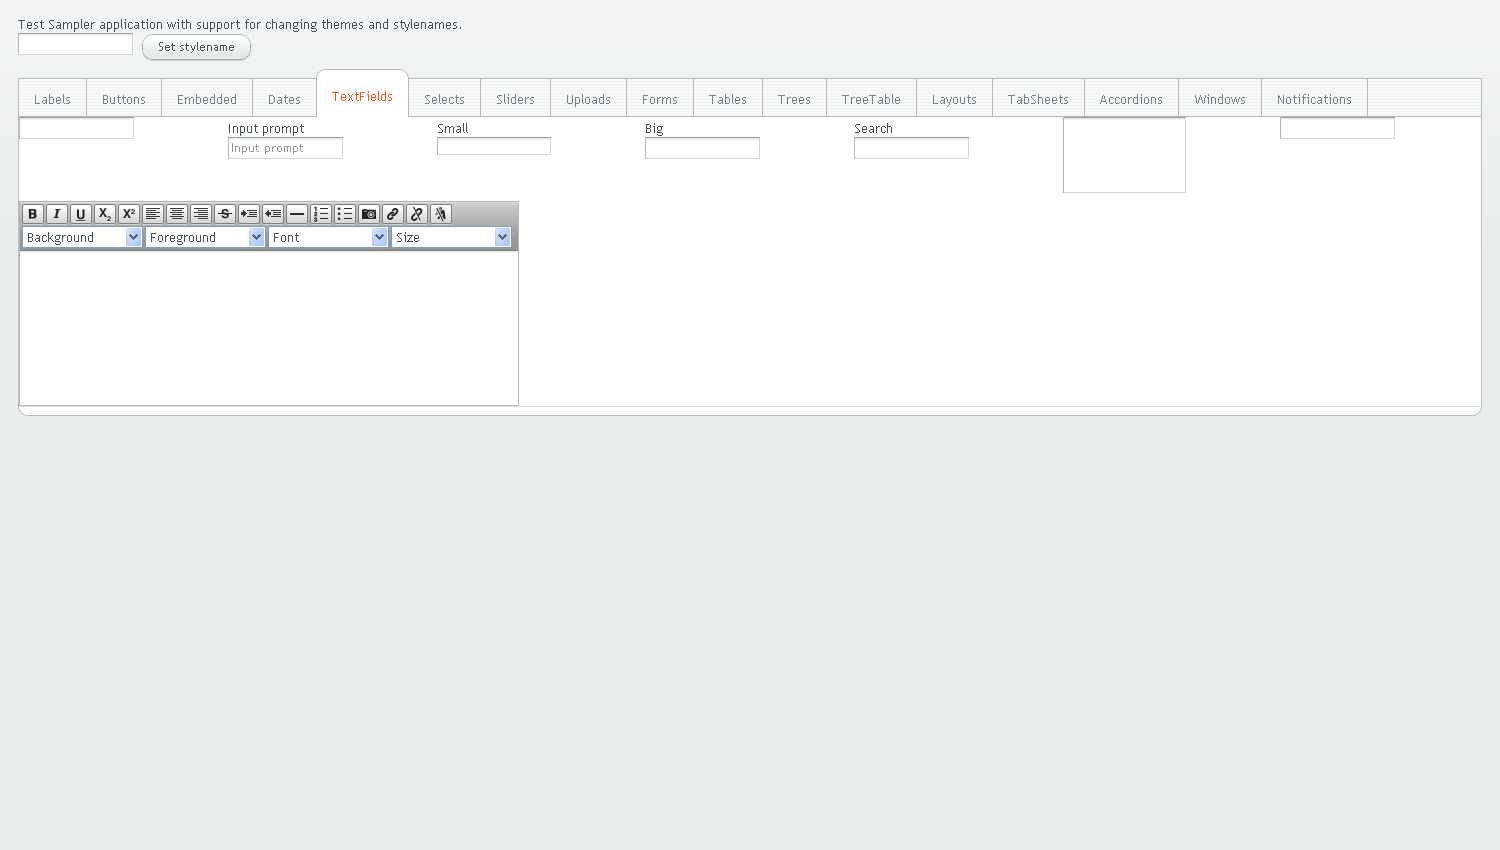 Test Sampler application with support for changing themes and stylenames.
Set stylename
Labels Buttons Embedded Dates TextFields Selects Sliders Uploads Forms Tables Trees TreeTable Layouts TabSheets Accordions Windows Notifications
Input prompt Small Big Search
Input prompt
B I U X2 X² S
Background Foreground Font Size